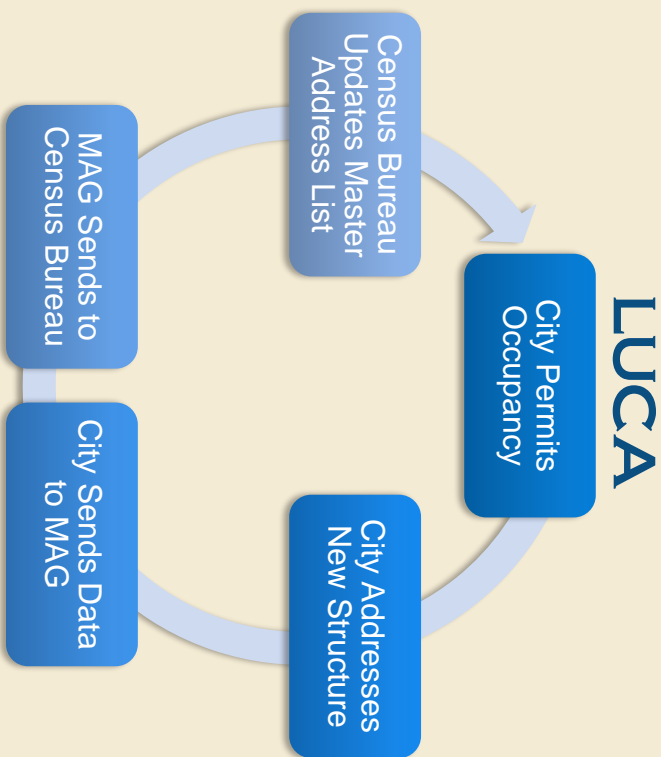 LUCA
City Permits
Occupancy
City Addresses
New Structure
City Sends Data
to MAG
MAG Sends to
Census Bureau
Census Bureau
Updates Master
Address List